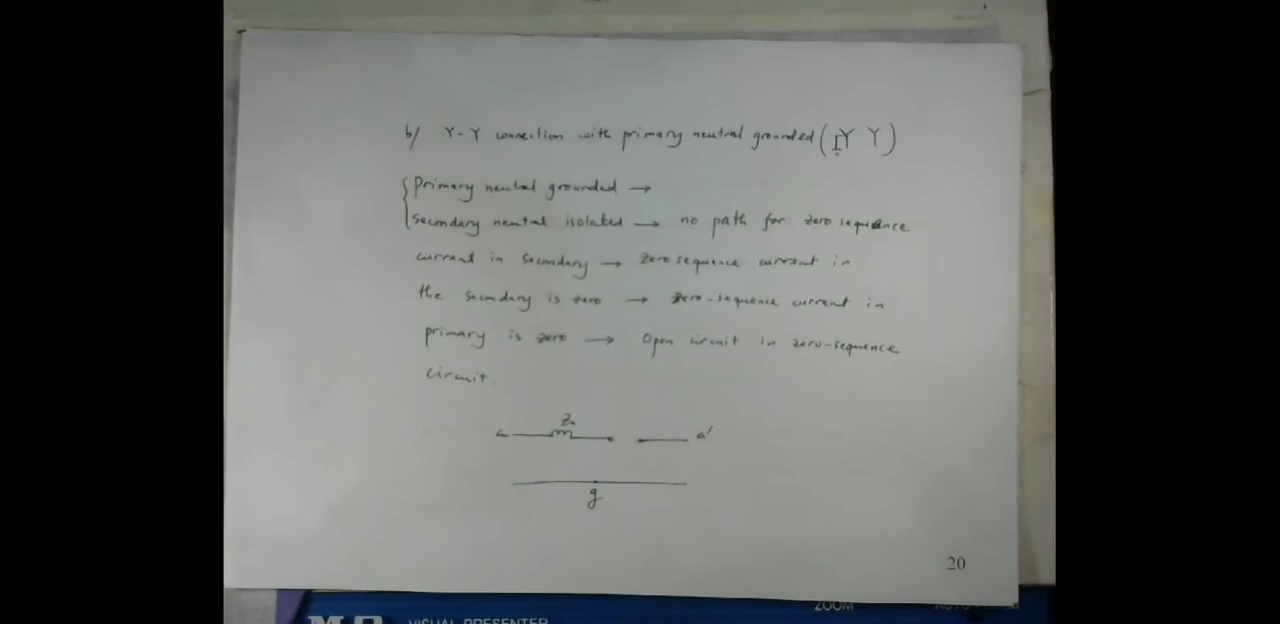 b/ Y-Y connection with primary neutral grounded ( Y Y )
Primary neutral grounded →
Secondary neutral isolated → no path for zero sequence
current in secondary → zero sequence current in
the secondary is zero → zero-sequence current in
primary is zero → Open circuit in zero-sequence
circuit.
Z₀
a a'
g
20
ZOOM
VISUAL PRESENTER